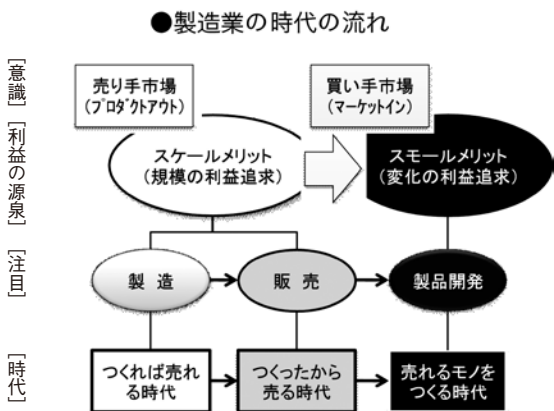 ●製造業の時代の流れ
[意識]
売り手市場
(プロダクトアウト)
買い手市場
(マーケットイン)
[利益の源泉]
スケールメリット
(規模の利益追求)
スモールメリット
(変化の利益追求)
[注目]
製 造
販 売
製品開発
[時代]
つくれば売れ
る時代
つくったから
売る時代
売れるモノを
つくる時代